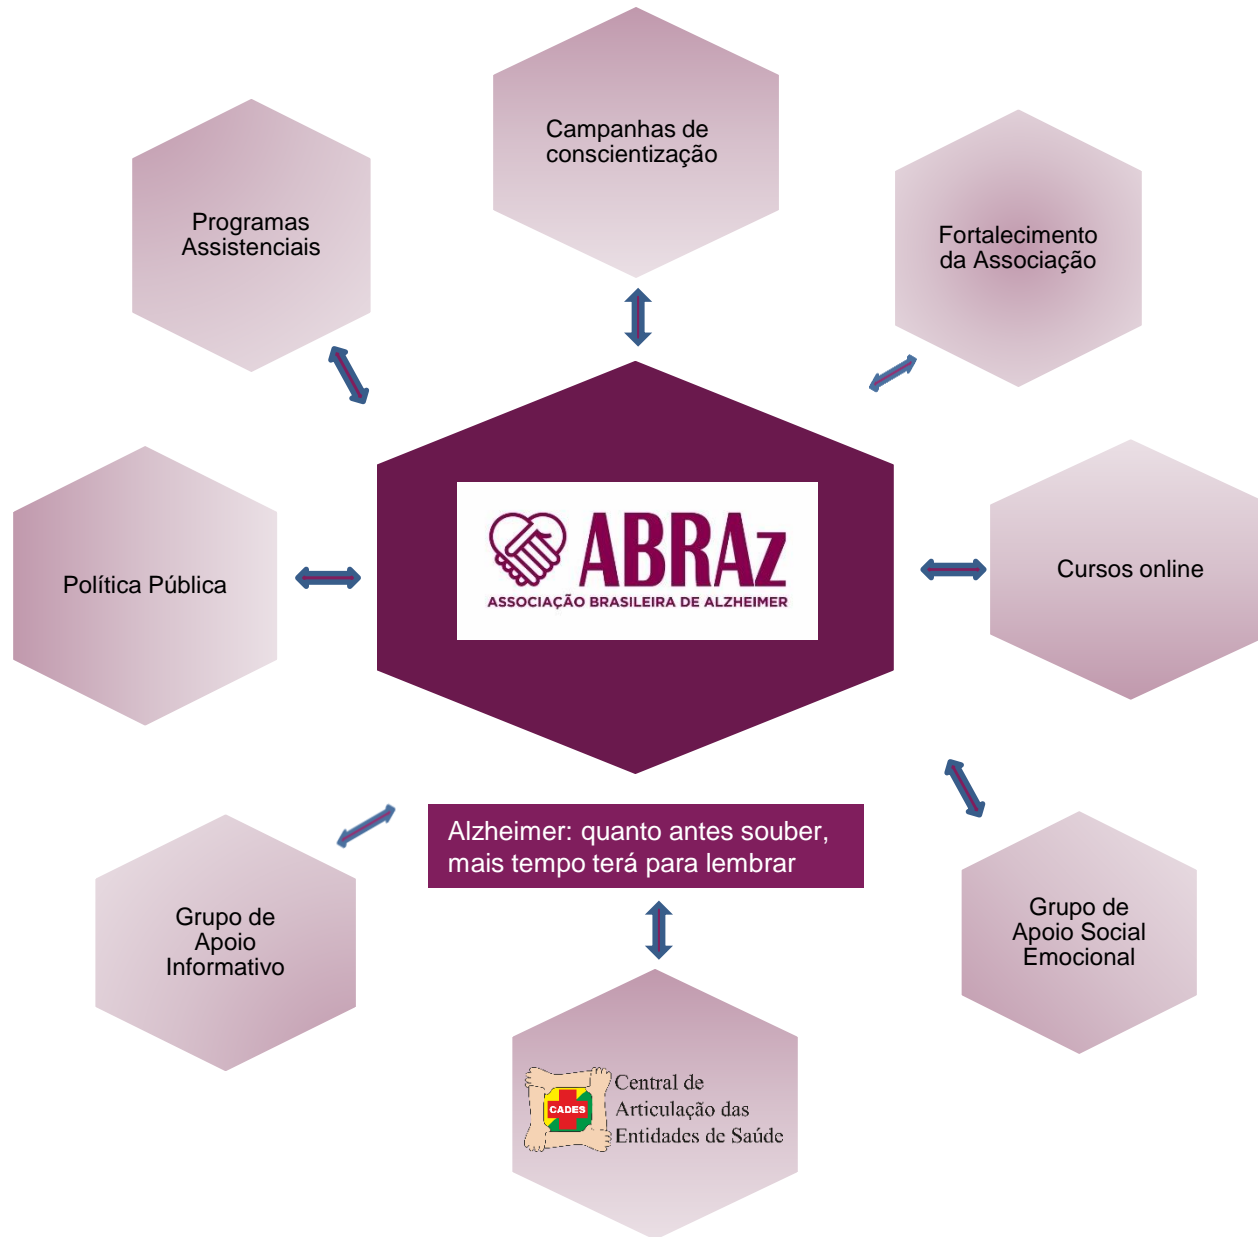 Campanhas de
conscientização
Programas
Assistenciais
Fortalecimento
da Associação
ABRAz
ASSOCIAÇÃO BRASILEIRA DE ALZHEIMER
Política Pública
Cursos online
Alzheimer: quanto antes souber,
mais tempo terá para lembrar
Grupo de
Apoio
Informativo
Grupo de
Apoio Social
Emocional
CADES
Central de
Articulação das
Entidades de Saúde